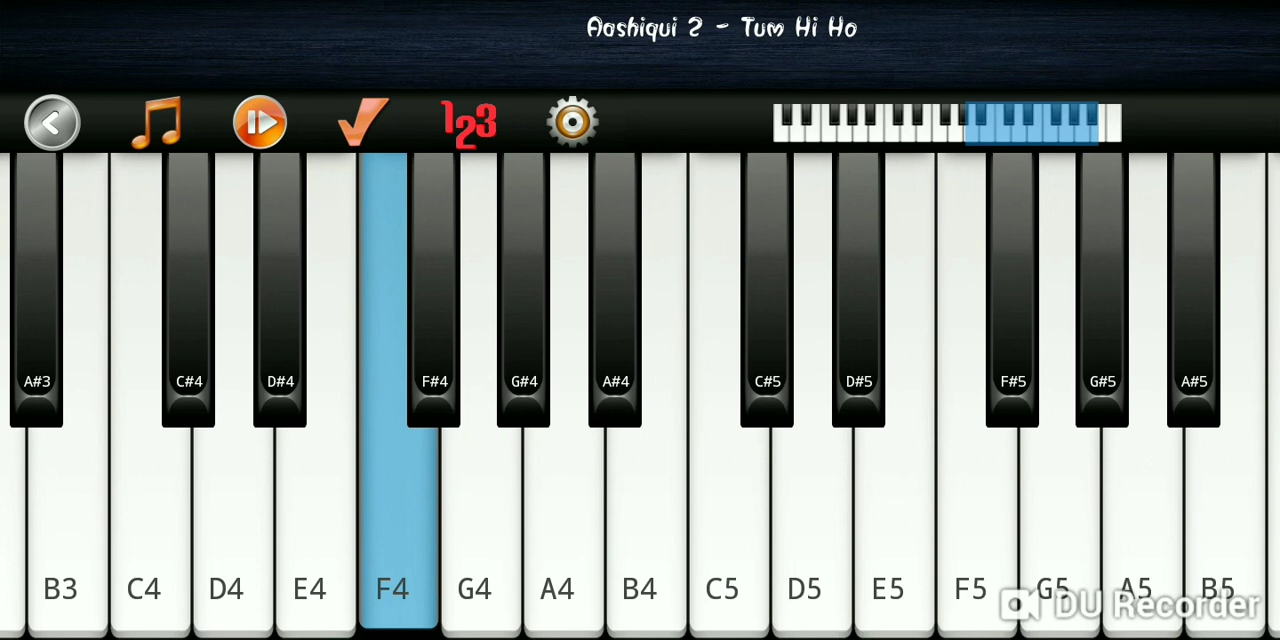 Aashiqui 2 - Tum Hi Ho
123
A#3 C#4 D#4 F#4 G#4 A#4 C#5 D#5 F#5 G#5 A#5
B3 C4 D4 E4 F4 G4 A4 B4 C5 D5 E5 F5 G5 A5 B5
DU Recorder